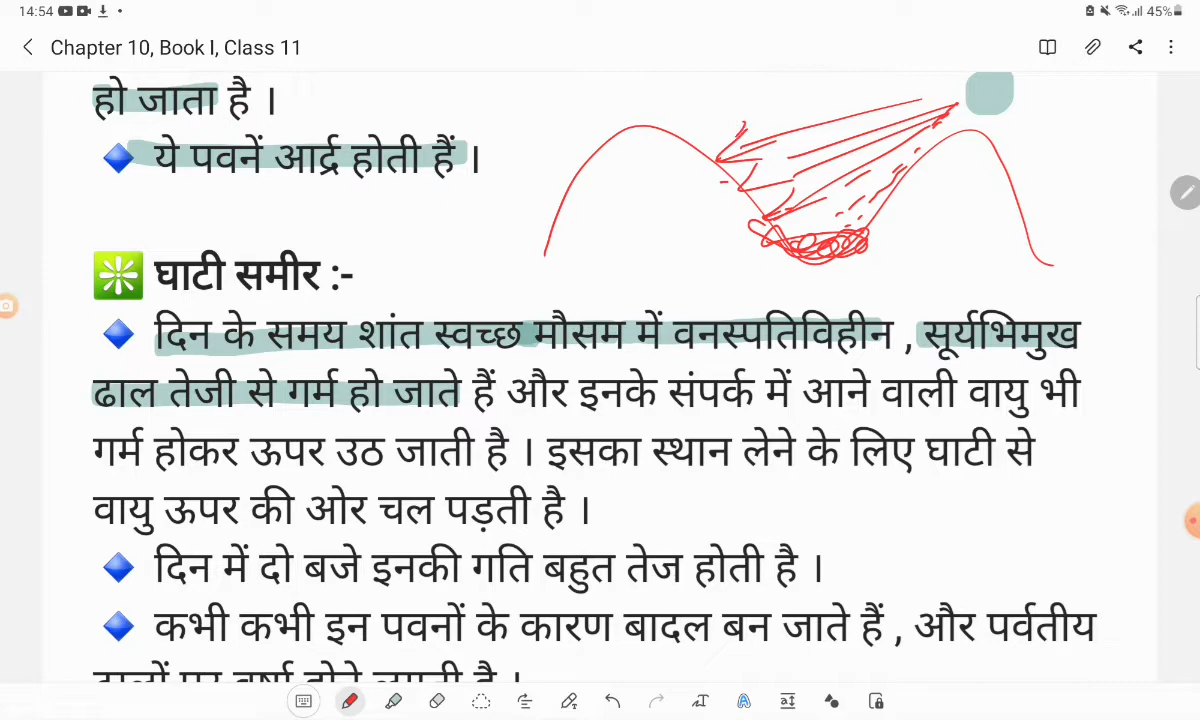 14:54
45%
Chapter 10, Book I, Class 11
हो जाता है ।
ये पवनें आर्द्र होती हैं ।
घाटी समीर :-
दिन के समय शांत स्वच्छ मौसम में वनस्पतिविहीन , सूर्यभिमुख
ढाल तेजी से गर्म हो जाते हैं और इनके संपर्क में आने वाली वायु भी
गर्म होकर ऊपर उठ जाती है । इसका स्थान लेने के लिए घाटी से
वायु ऊपर की ओर चल पड़ती है ।
दिन में दो बजे इनकी गति बहुत तेज होती है ।
कभी कभी इन पवनों के कारण बादल बन जाते हैं , और पर्वतीय